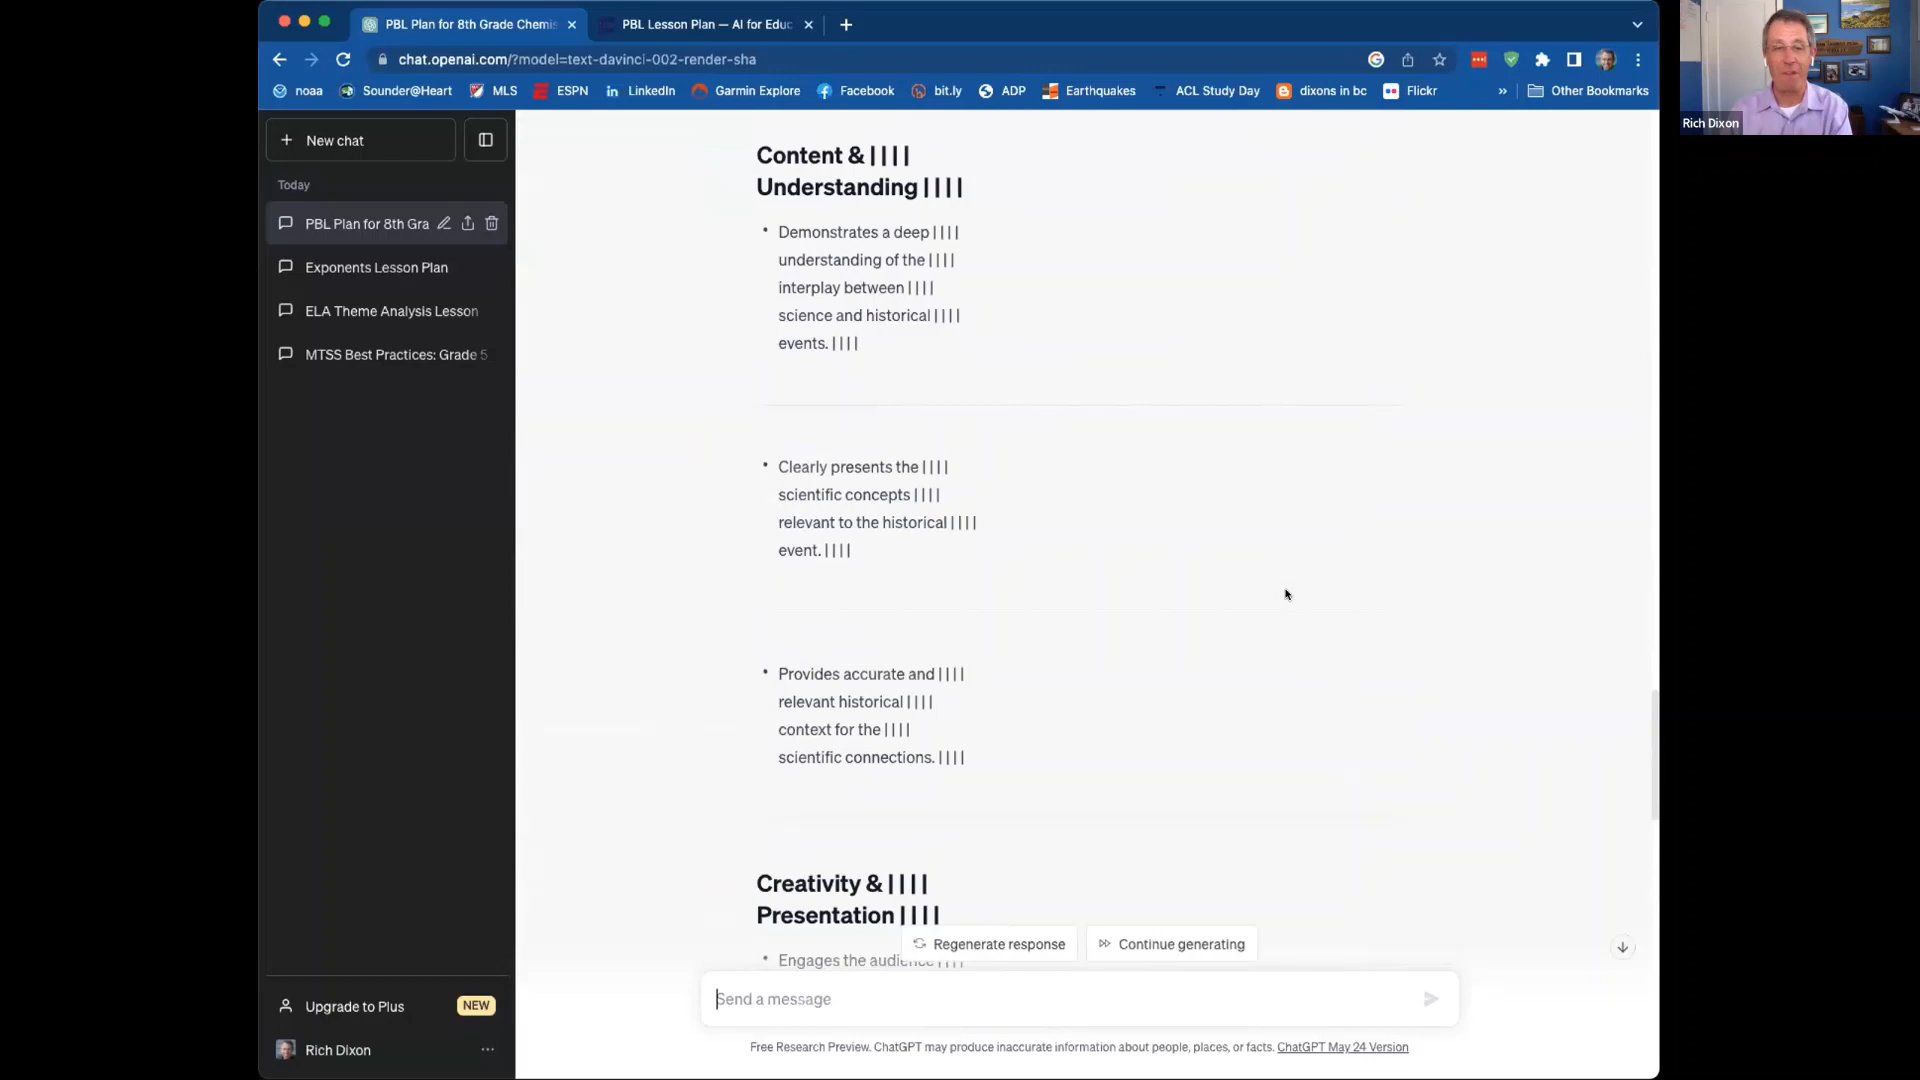 PBL Plan for 8th Grade Chemis
PBL Lesson Plan — AI for Educ
chat.openai.com/?model=text-davinci-002-render-sha
noaa
Sounder@Heart
MLS
ESPN
LinkedIn
Garmin Explore
Facebook
bit.ly
ADP
Earthquakes
ACL Study Day
dixons in bc
Flickr
»
Other Bookmarks
Rich Dixon
New chat
Today
PBL Plan for 8th Gra
Exponents Lesson Plan
ELA Theme Analysis Lesson
MTSS Best Practices: Grade 5
Upgrade to Plus
NEW
Rich Dixon
Content & | | | |
Understanding | | | |
• Demonstrates a deep | | | |
understanding of the | | | |
interplay between | | | |
science and historical | | | |
events. | | | |
• Clearly presents the | | | |
scientific concepts | | | |
relevant to the historical | | | |
event. | | | |
• Provides accurate and | | | |
relevant historical | | | |
context for the | | | |
scientific connections. | | | |
Creativity & | | | |
Presentation | | | |
• Engages the audience | | | |
Regenerate response
Continue generating
Send a message
Free Research Preview. ChatGPT may produce inaccurate information about people, places, or facts. ChatGPT May 24 Version